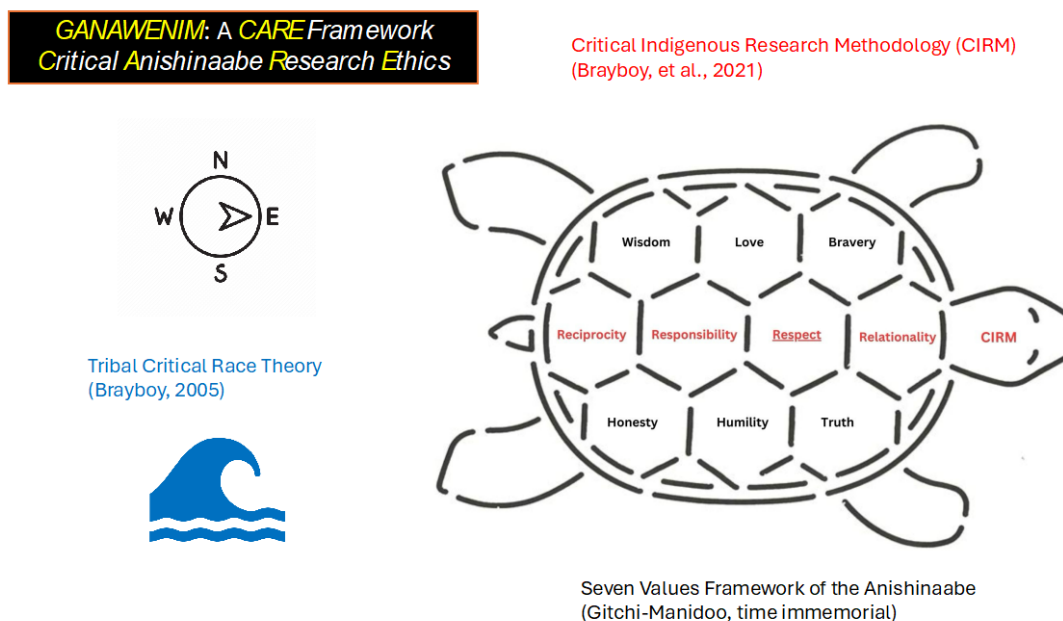 GANAWENIM: A CARE Framework
Critical Anishinaabe Research Ethics
Critical Indigenous Research Methodology (CIRM)
(Brayboy, et al., 2021)
N
W E
S
Tribal Critical Race Theory
(Brayboy, 2005)
Wisdom Love Bravery
Reciprocity Responsibility Respect Relationality CIRM
Honesty Humility Truth
Seven Values Framework of the Anishinaabe
(Gitchi-Manidoo, time immemorial)